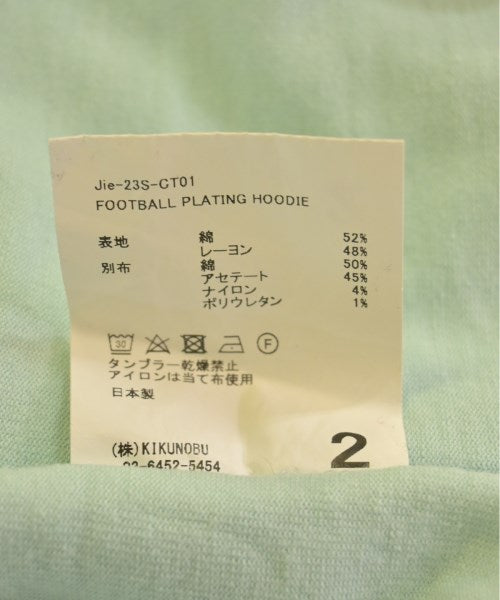 Jie-23S-CT01
FOOTBALL PLATING HOODIE
表地 綿 52%
レーヨン 48%
別布 綿 50%
アセテート 45%
ナイロン 4%
ポリウレタン 1%
30 F
タンブラー乾燥禁止
アイロンは当て布使用
日本製
(株)KIKUNOBU
03-6452-5454
2